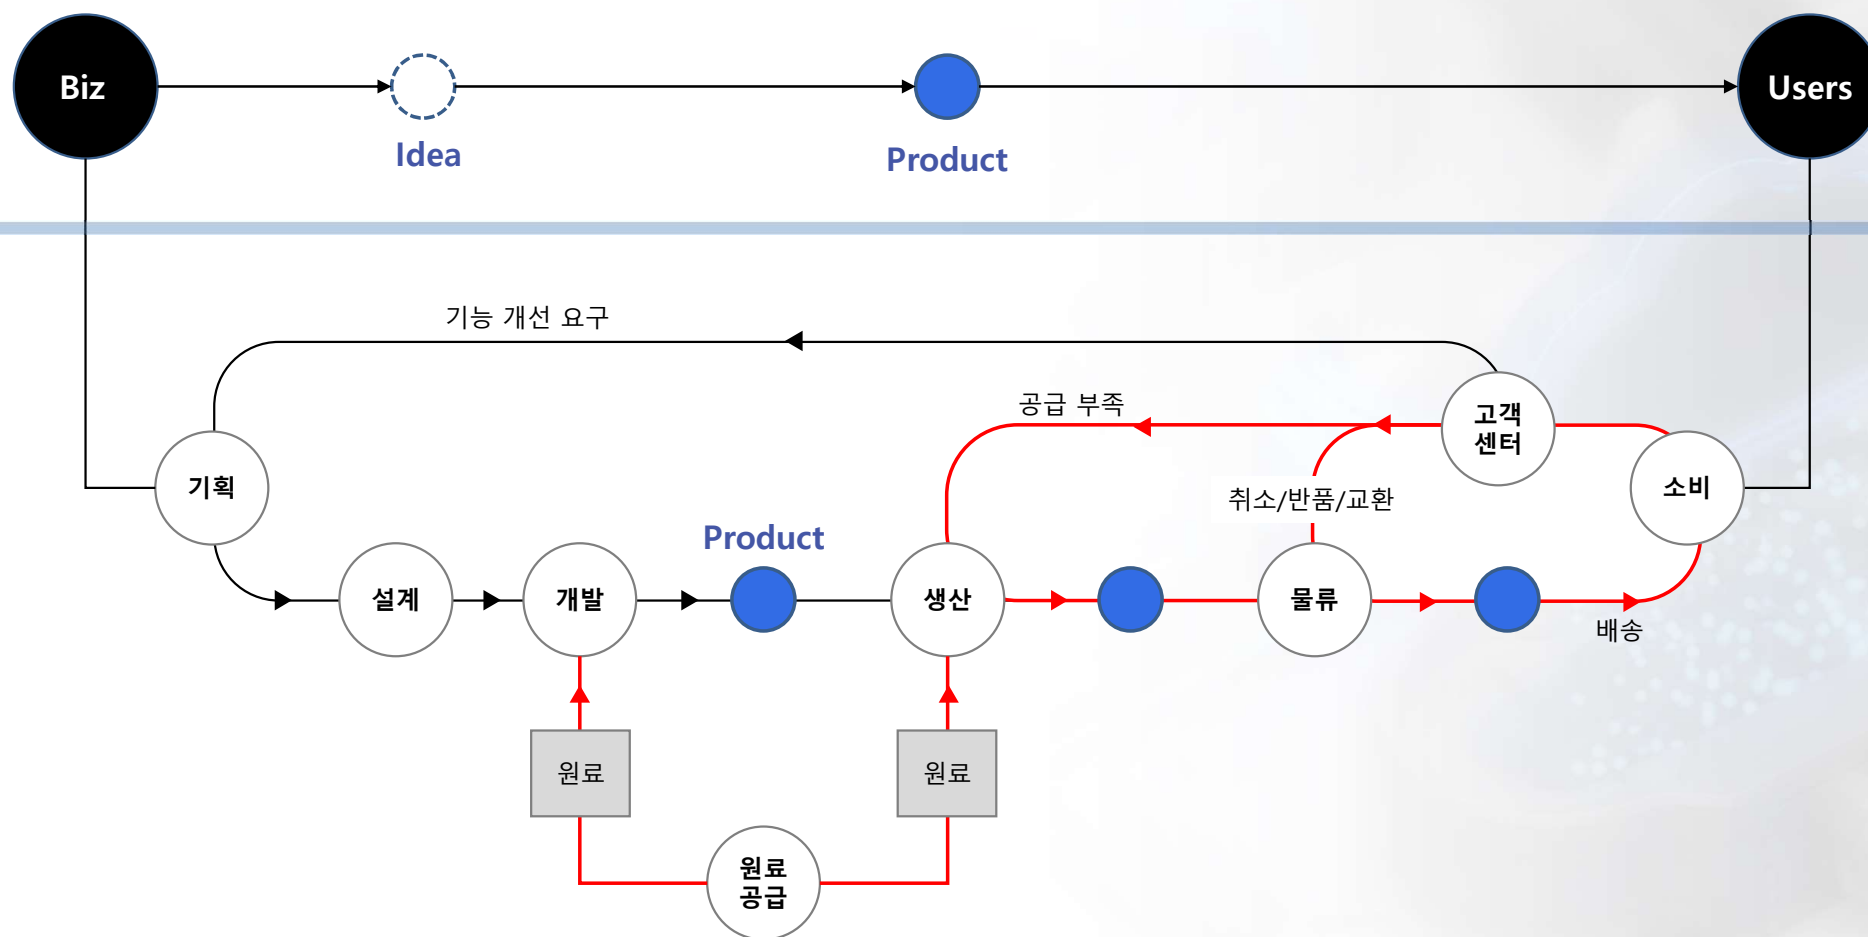 Biz
Users
Idea
Product
기능 개선 요구
공급 부족
고객
센터
기획
취소/반품/교환
소비
Product
설계
개발
생산
물류
배송
원료
원료
원료
공급